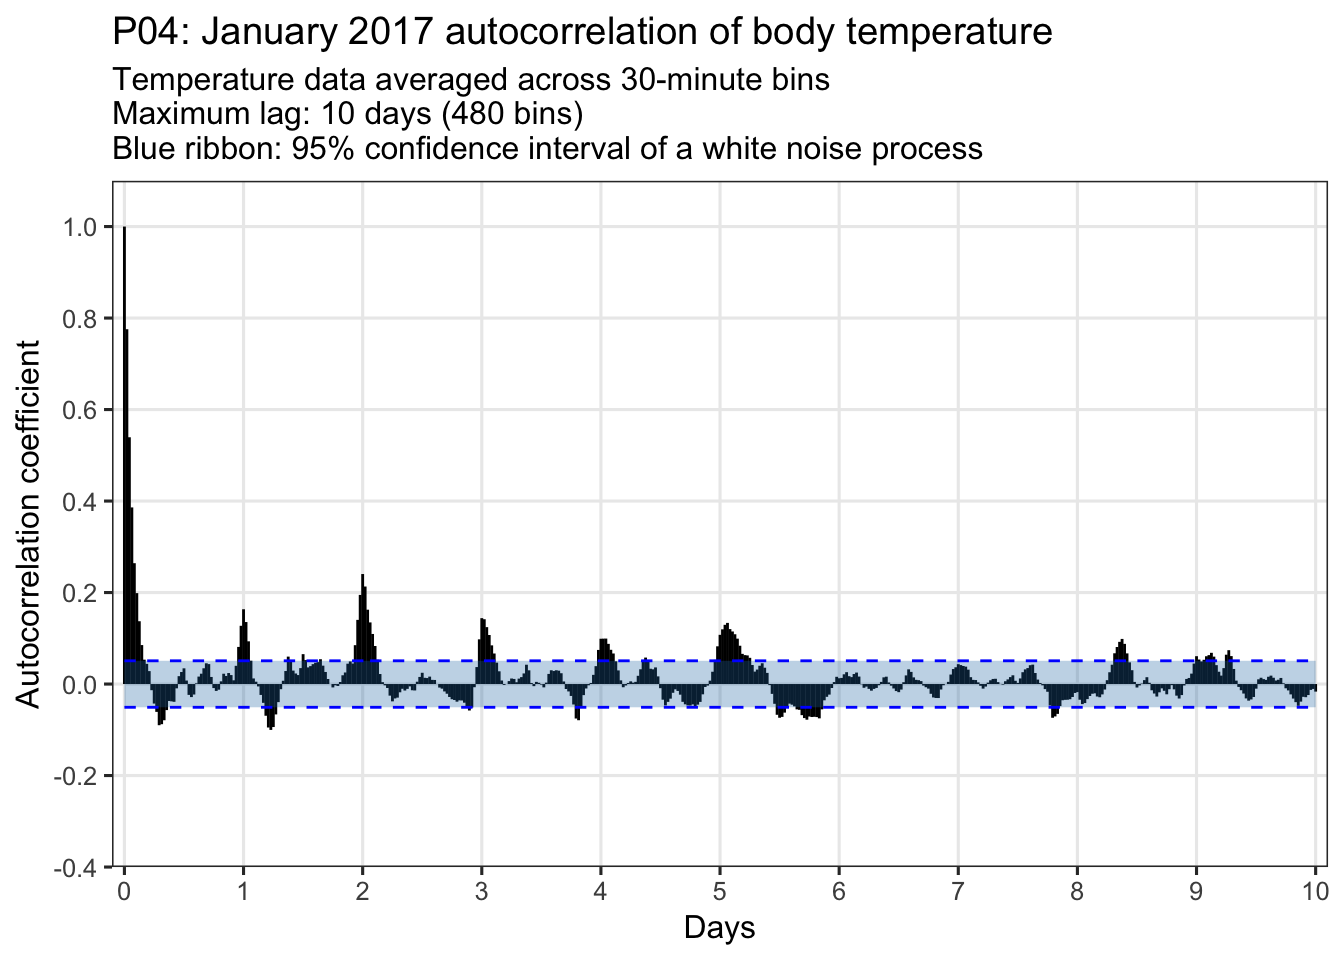 P04: January 2017 autocorrelation of body temperature
Temperature data averaged across 30-minute bins
Maximum lag: 10 days (480 bins)
Blue ribbon: 95% confidence interval of a white noise process
Autocorrelation coefficient
1.0
0.8
0.6
0.4
0.2
0.0
-0.2
-0.4
0 1 2 3 4 5 6 7 8 9 10
Days